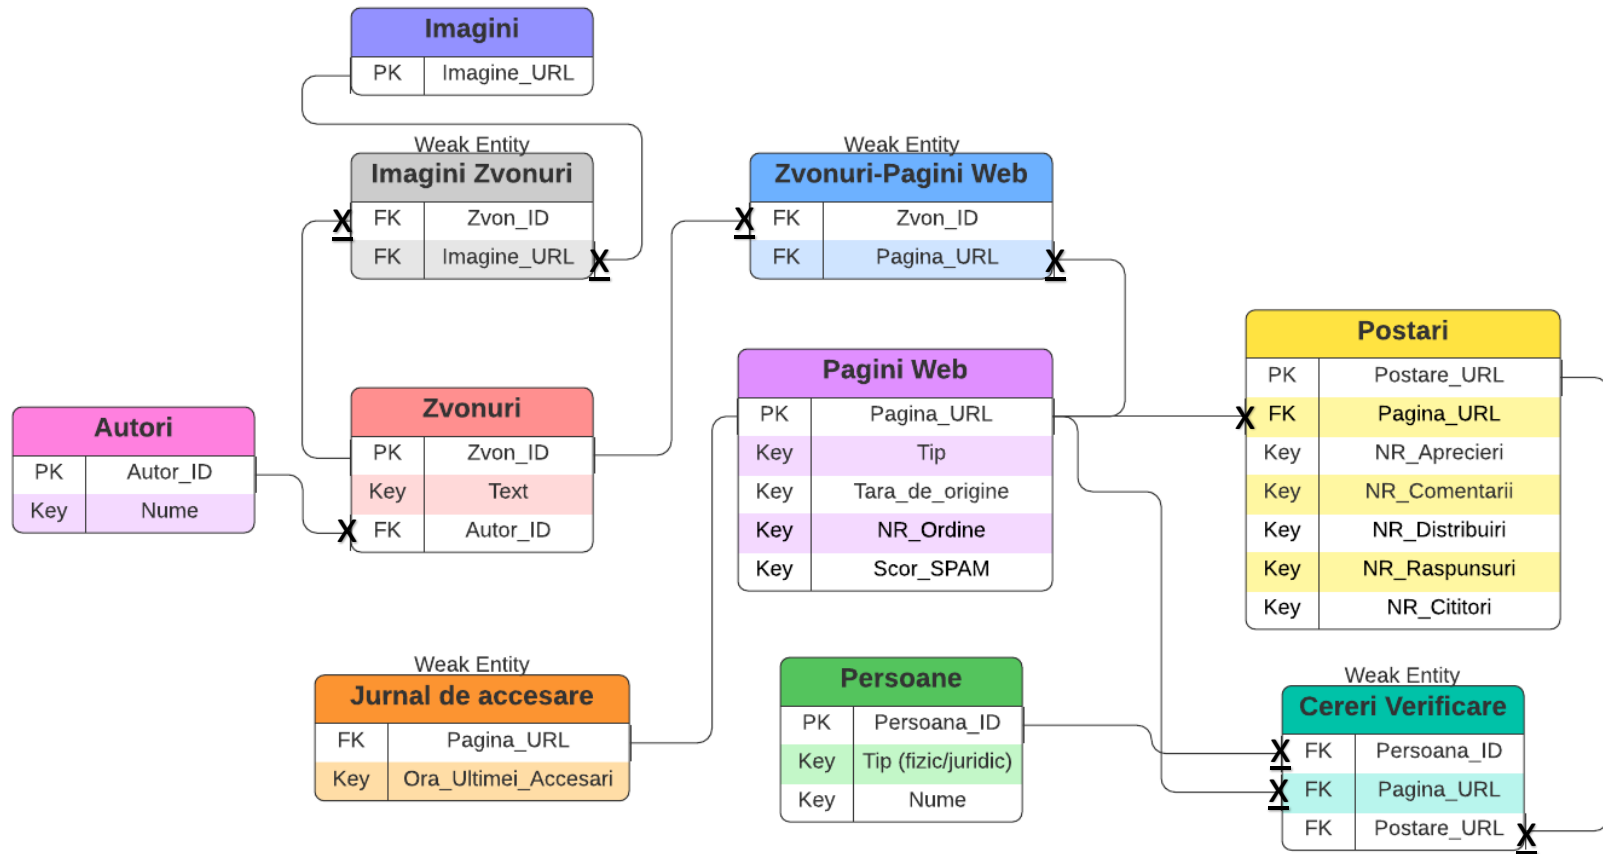 Imagini
PK Imagine_URL
Weak Entity
Imagini Zvonuri
X FK Zvon_ID
FK Imagine_URL X
Weak Entity
Zvonuri-Pagini Web
X FK Zvon_ID
FK Pagina_URL X
Autori
PK Autor_ID
Key Nume
Zvonuri
PK Zvon_ID
Key Text
X FK Autor_ID
Pagini Web
PK Pagina_URL
Key Tip
Key Tara_de_origine
Key NR_Ordine
Key Scor_SPAM
Postari
PK Postare_URL
X FK Pagina_URL
Key NR_Aprecieri
Key NR_Comentarii
Key NR_Distribuiri
Key NR_Raspunsuri
Key NR_Cititori
Weak Entity
Jurnal de accesare
FK Pagina_URL
Key Ora_Ultimei_Accesari
Persoane
PK Persoana_ID
Key Tip (fizic/juridic)
Key Nume
Weak Entity
Cereri Verificare
X FK Persoana_ID
X FK Pagina_URL
FK Postare_URL X